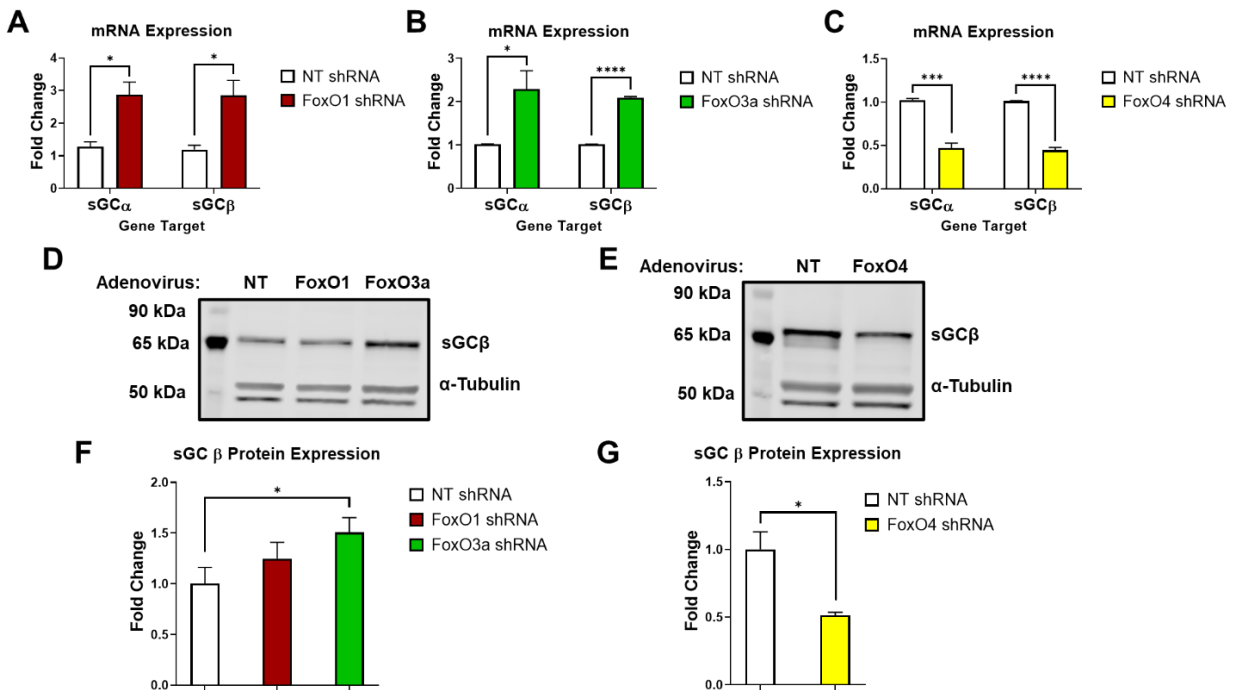 A
mRNA Expression
Fold Change
4
3
2
1
0
*
*
sGCα
sGCβ
Gene Target
NT shRNA
FoxO1 shRNA
B
mRNA Expression
Fold Change
3
2
1
0
*
****
sGCα
sGCβ
Gene Target
NT shRNA
FoxO3a shRNA
C
mRNA Expression
Fold Change
1.5
1.0
0.5
0.0
***
****
sGCα
sGCβ
Gene Target
NT shRNA
FoxO4 shRNA
D
Adenovirus: NT FoxO1 FoxO3a
90 kDa
65 kDa
50 kDa
sGCβ
α-Tubulin
E
Adenovirus: NT FoxO4
90 kDa
65 kDa
50 kDa
sGCβ
α-Tubulin
F
sGC β Protein Expression
Fold Change
2.0
1.5
1.0
0.5
0.0
*
NT shRNA
FoxO1 shRNA
FoxO3a shRNA
G
sGC β Protein Expression
Fold Change
1.5
1.0
0.5
0.0
*
NT shRNA
FoxO4 shRNA